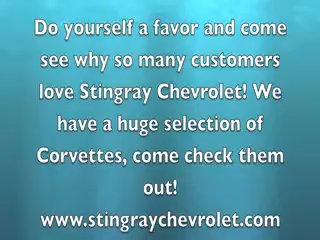 Do yourself a favor and come
see why so many customers
love Stingray Chevrolet! We
have a huge selection of
Corvettes, come check them
out!
www.stingraychevrolet.com